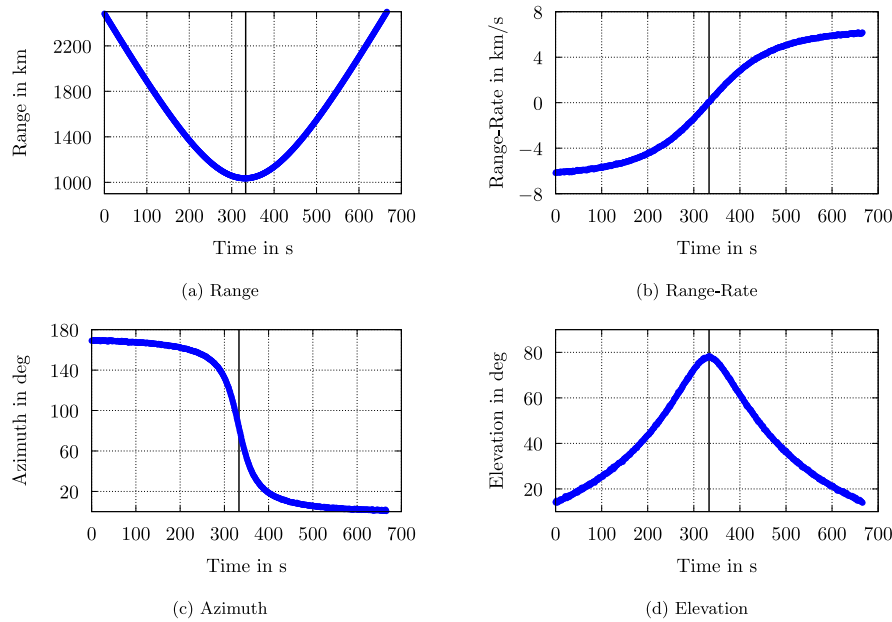 Range in km
2200
1800
1400
1000
0 100 200 300 400 500 600 700
Time in s
(a) Range
Range-Rate in km/s
8
4
0
−4
−8
0 100 200 300 400 500 600 700
Time in s
(b) Range-Rate
Azimuth in deg
180
140
100
60
20
0 100 200 300 400 500 600 700
Time in s
(c) Azimuth
Elevation in deg
80
60
40
20
0 100 200 300 400 500 600 700
Time in s
(d) Elevation